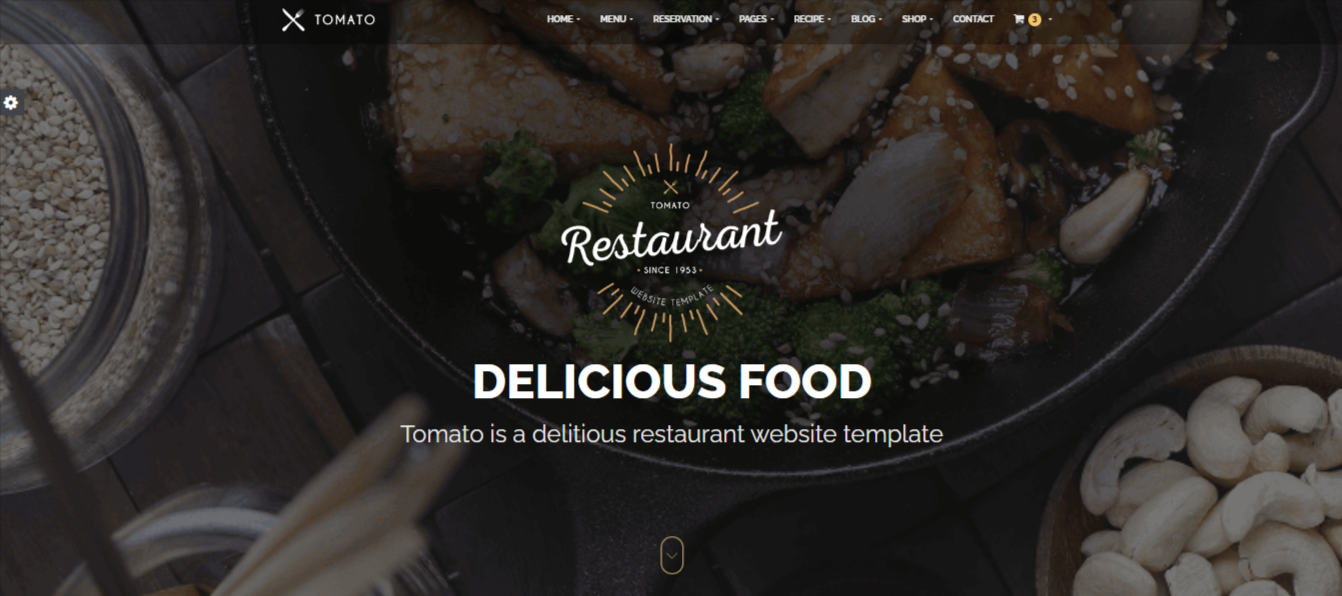 TOMATO
HOME MENU RESERVATION PAGES RECIPE BLOG SHOP CONTACT 3
TOMATO
Restaurant
SINCE 1953
WEBSITE TEMPLATE
DELICIOUS FOOD
Tomato is a delitious restaurant website template